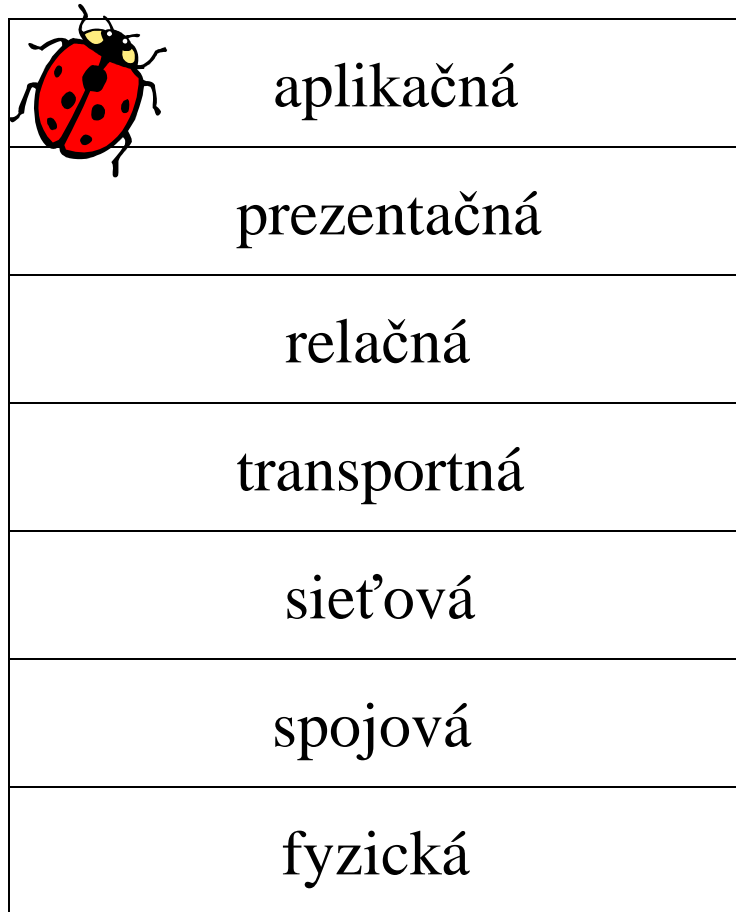 aplikačná
prezentačná
relačná
transportná
sieťová
spojová
fyzická